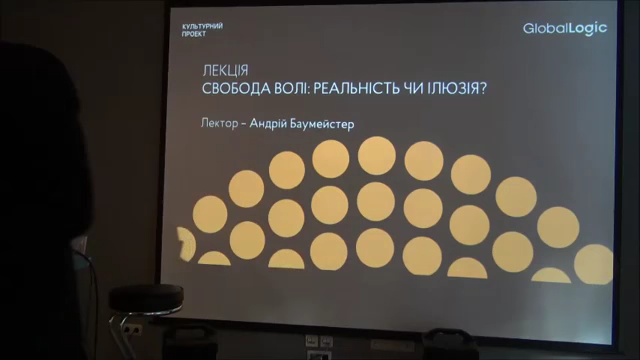 КУЛЬТУРНИЙ
ПРОЕКТ
GlobalLogic
ЛЕКЦІЯ
СВОБОДА ВОЛІ: РЕАЛЬНІСТЬ ЧИ ІЛЮЗІЯ?
Лектор – Андрій Баумейстер